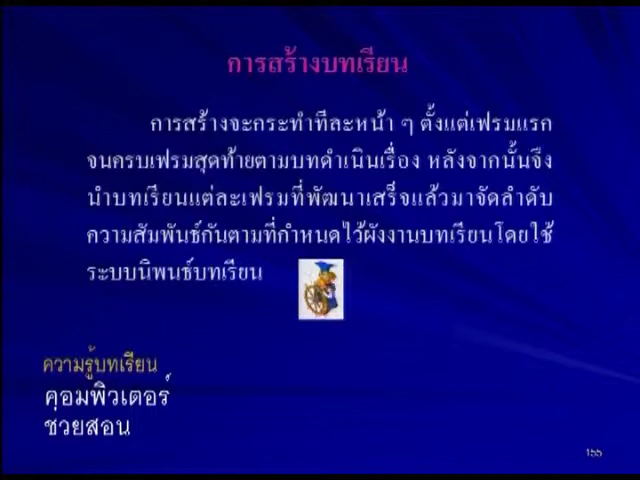 การสร้างบทเรียน
การสร้างจะกระทำทีละหน้า ๆ ตั้งแต่เฟรมแรก
จนครบเฟรมสุดท้ายตามบทดำเนินเรื่อง หลังจากนั้นจึง
นำบทเรียนแต่ละเฟรมที่พัฒนาเสร็จแล้วมาจัดลำดับ
ความสัมพันธ์กันตามที่กำหนดไว้ผังงานบทเรียนโดยใช้
ระบบนิพนธ์บทเรียน
ความรู้บทเรียน
คอมพิวเตอร์
ช่วยสอน
155